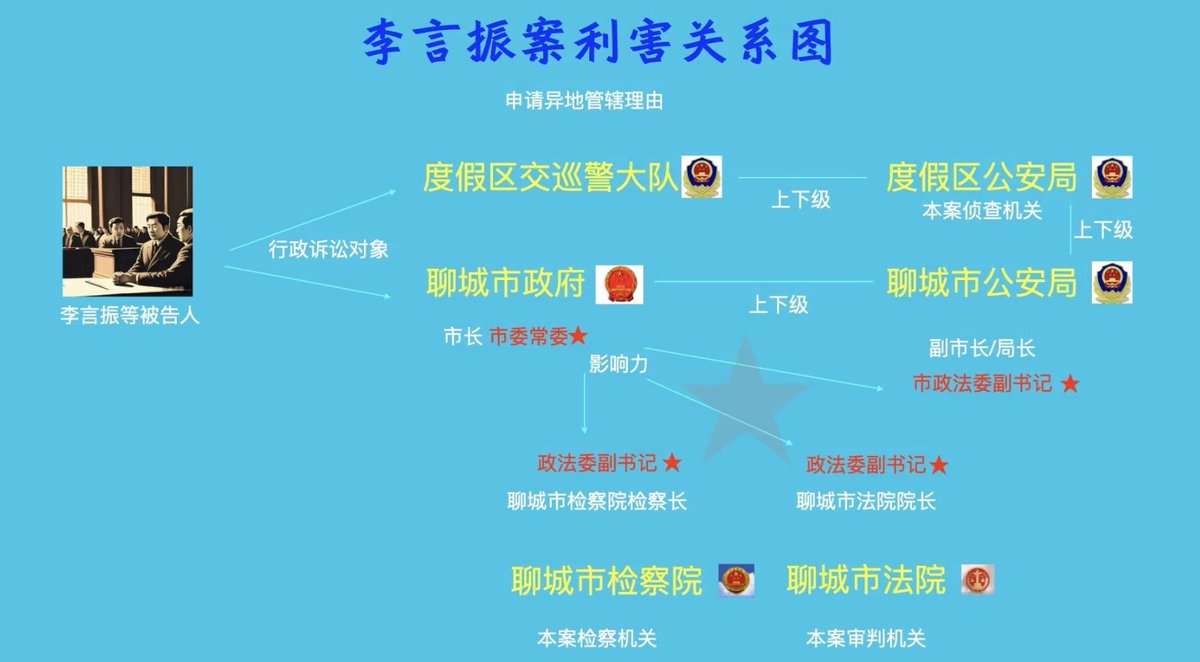 李言振案利害关系图
申请异地管辖理由
度假区交巡警大队
上下级
度假区公安局
本案侦查机关
上下级
行政诉讼对象
李言振等被告人
聊城市政府
上下级
聊城市公安局
市长 市委常委★
影响力
副市长/局长
市政法委副书记 ★
政法委副书记★
聊城市检察院检察长
政法委副书记★
聊城市法院院长
聊城市检察院
聊城市法院
本案检察机关
本案审判机关